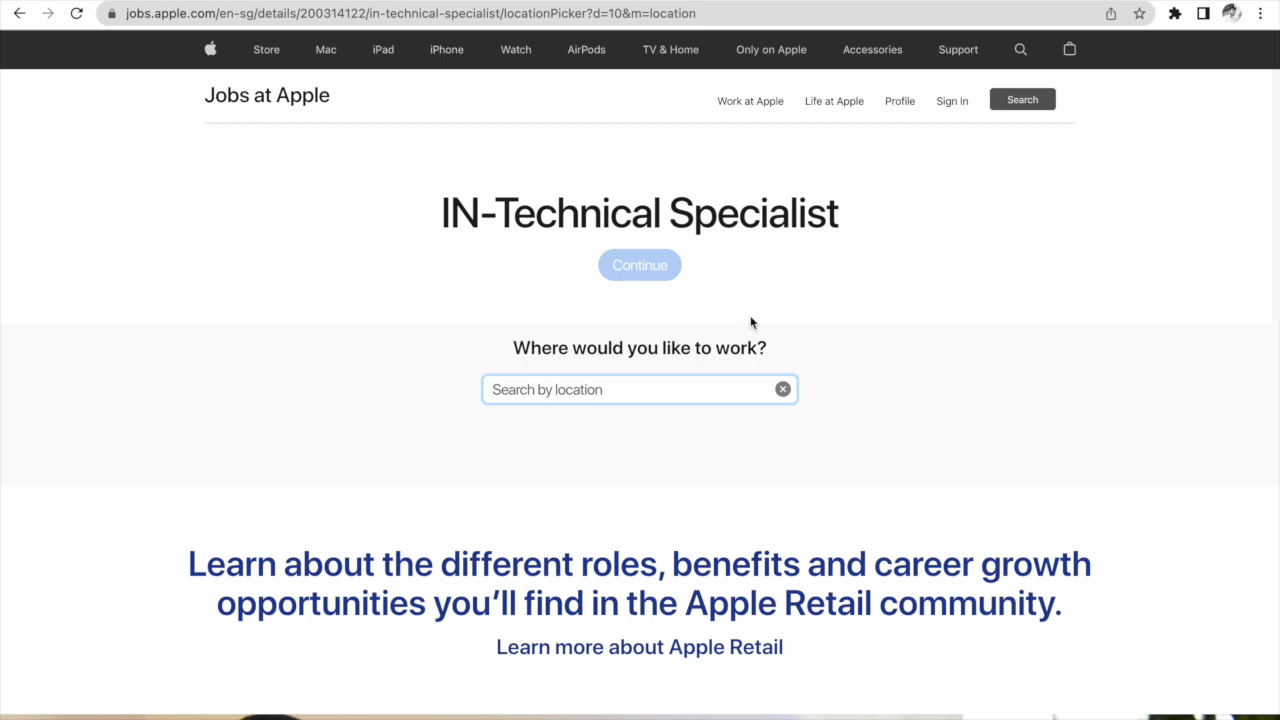 jobs.apple.com/en-sg/details/200314122/in-technical-specialist/locationPicker?d=10&m=location
Store Mac iPad iPhone Watch AirPods TV & Home Only on Apple Accessories Support
Jobs at Apple
Work at Apple Life at Apple Profile Sign In Search
IN-Technical Specialist
Continue
Where would you like to work?
Search by location
Learn about the different roles, benefits and career growth
opportunities you’ll find in the Apple Retail community.
Learn more about Apple Retail